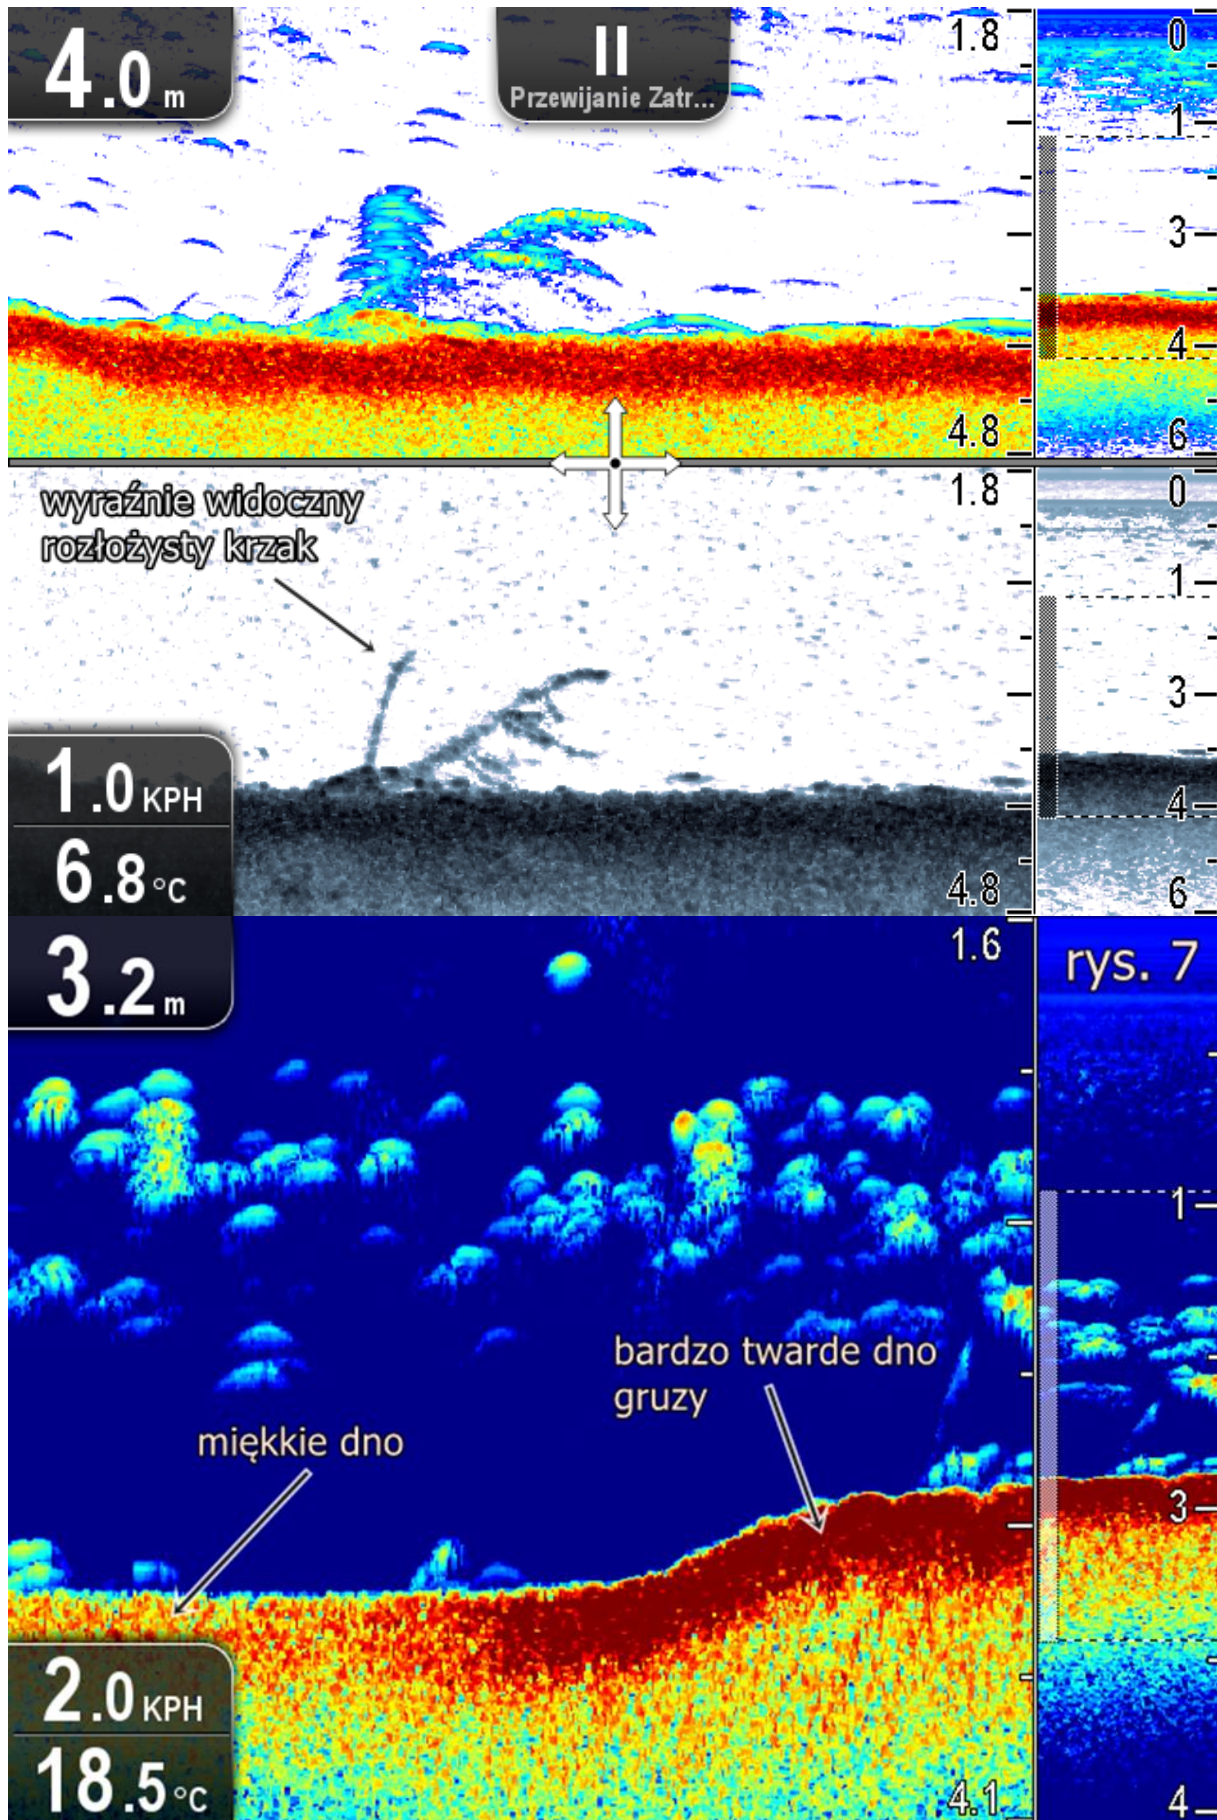 4.0 m
II
Przewijanie Zatr...
1.8
0
1
3
4
4.8
6
wyraźnie widoczny
rozłożysty krzak
1.8
0
1
3
4
1.0 KPH
6.8 °C
4.8
6
3.2 m
1.6
rys. 7
1
bardzo twarde dno
gruzy
miękkie dno
3
2.0 KPH
18.5 °C
4.1
4